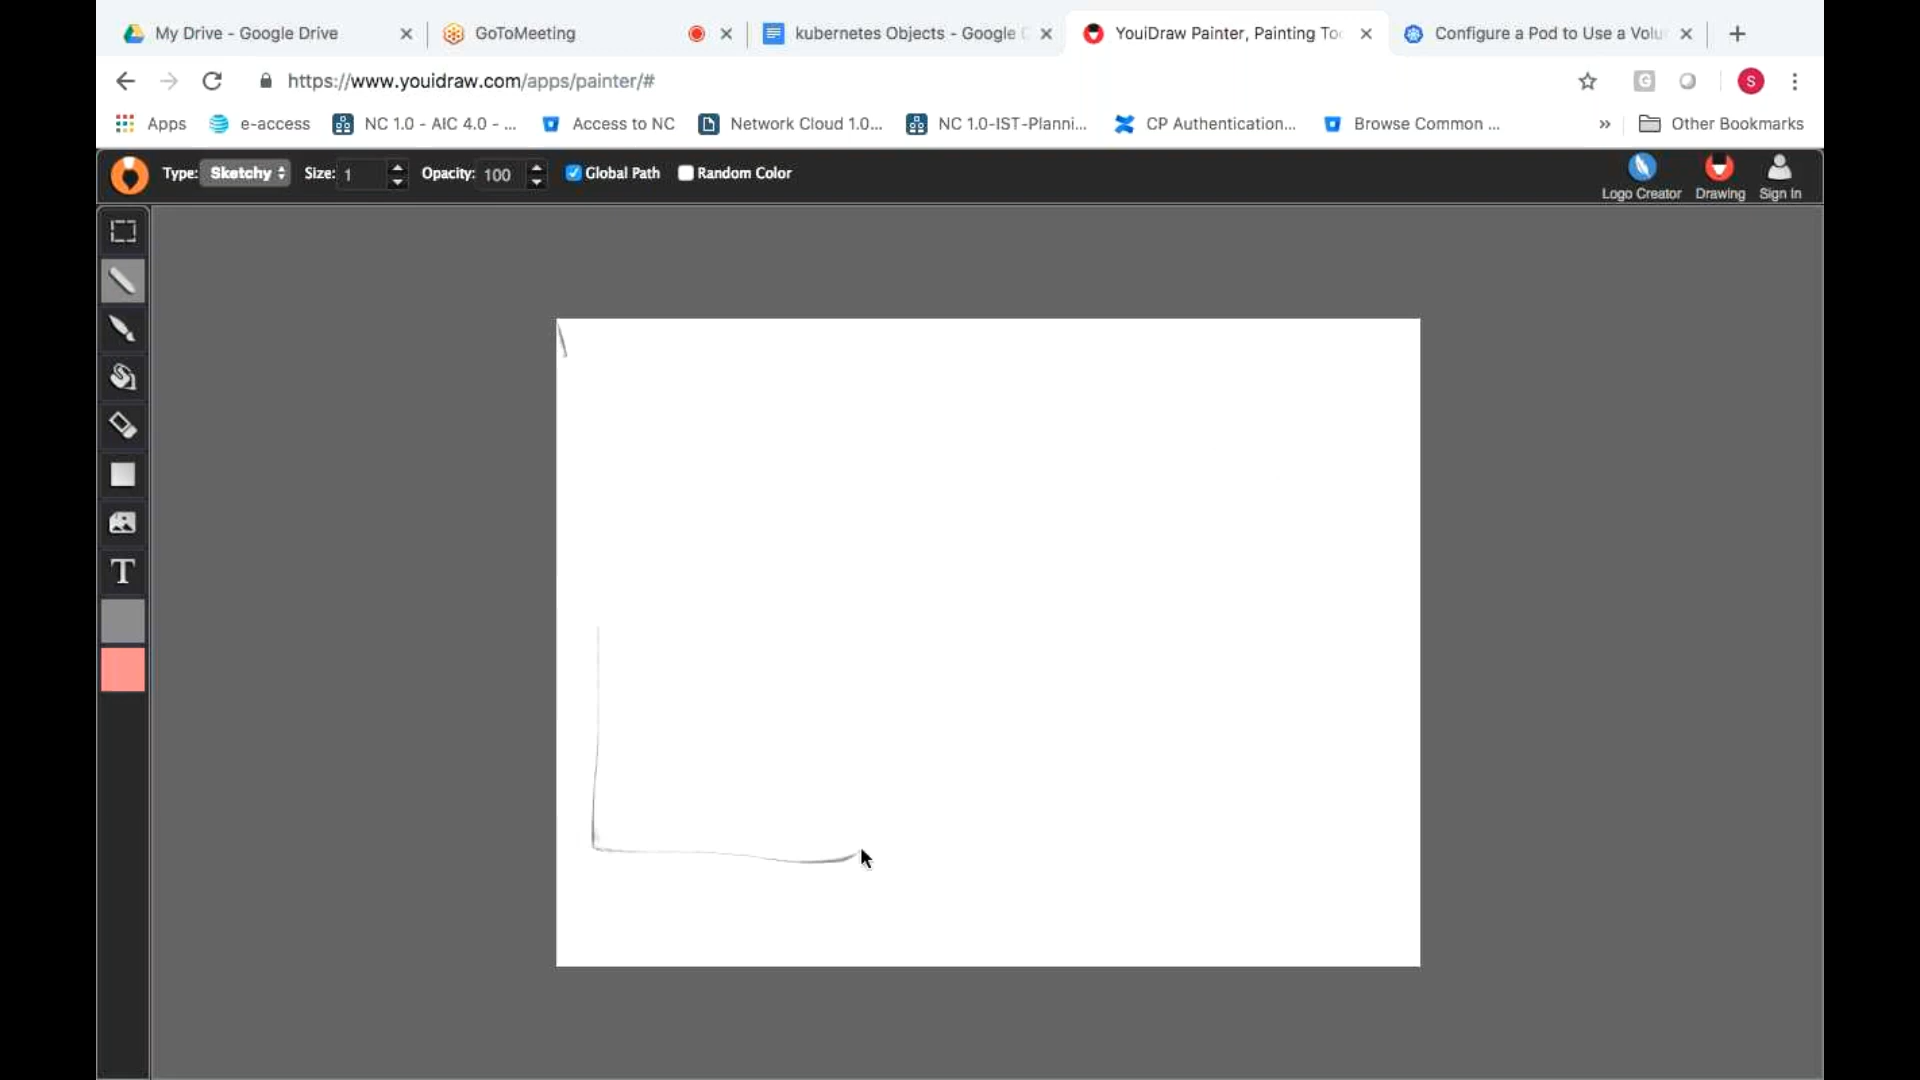 My Drive - Google Drive
GoToMeeting
kubernetes Objects - Google
YouiDraw Painter, Painting Too
Configure a Pod to Use a Volu
https://www.youidraw.com/apps/painter/#
G
S
Apps
e-access
NC 1.0 - AIC 4.0 - ...
Access to NC
Network Cloud 1.0...
NC 1.0-IST-Planni...
CP Authentication...
Browse Common ...
»
Other Bookmarks
Type: Sketchy
Size: 1
Opacity: 100
Global Path
Random Color
Logo Creator
Drawing
Sign In
T